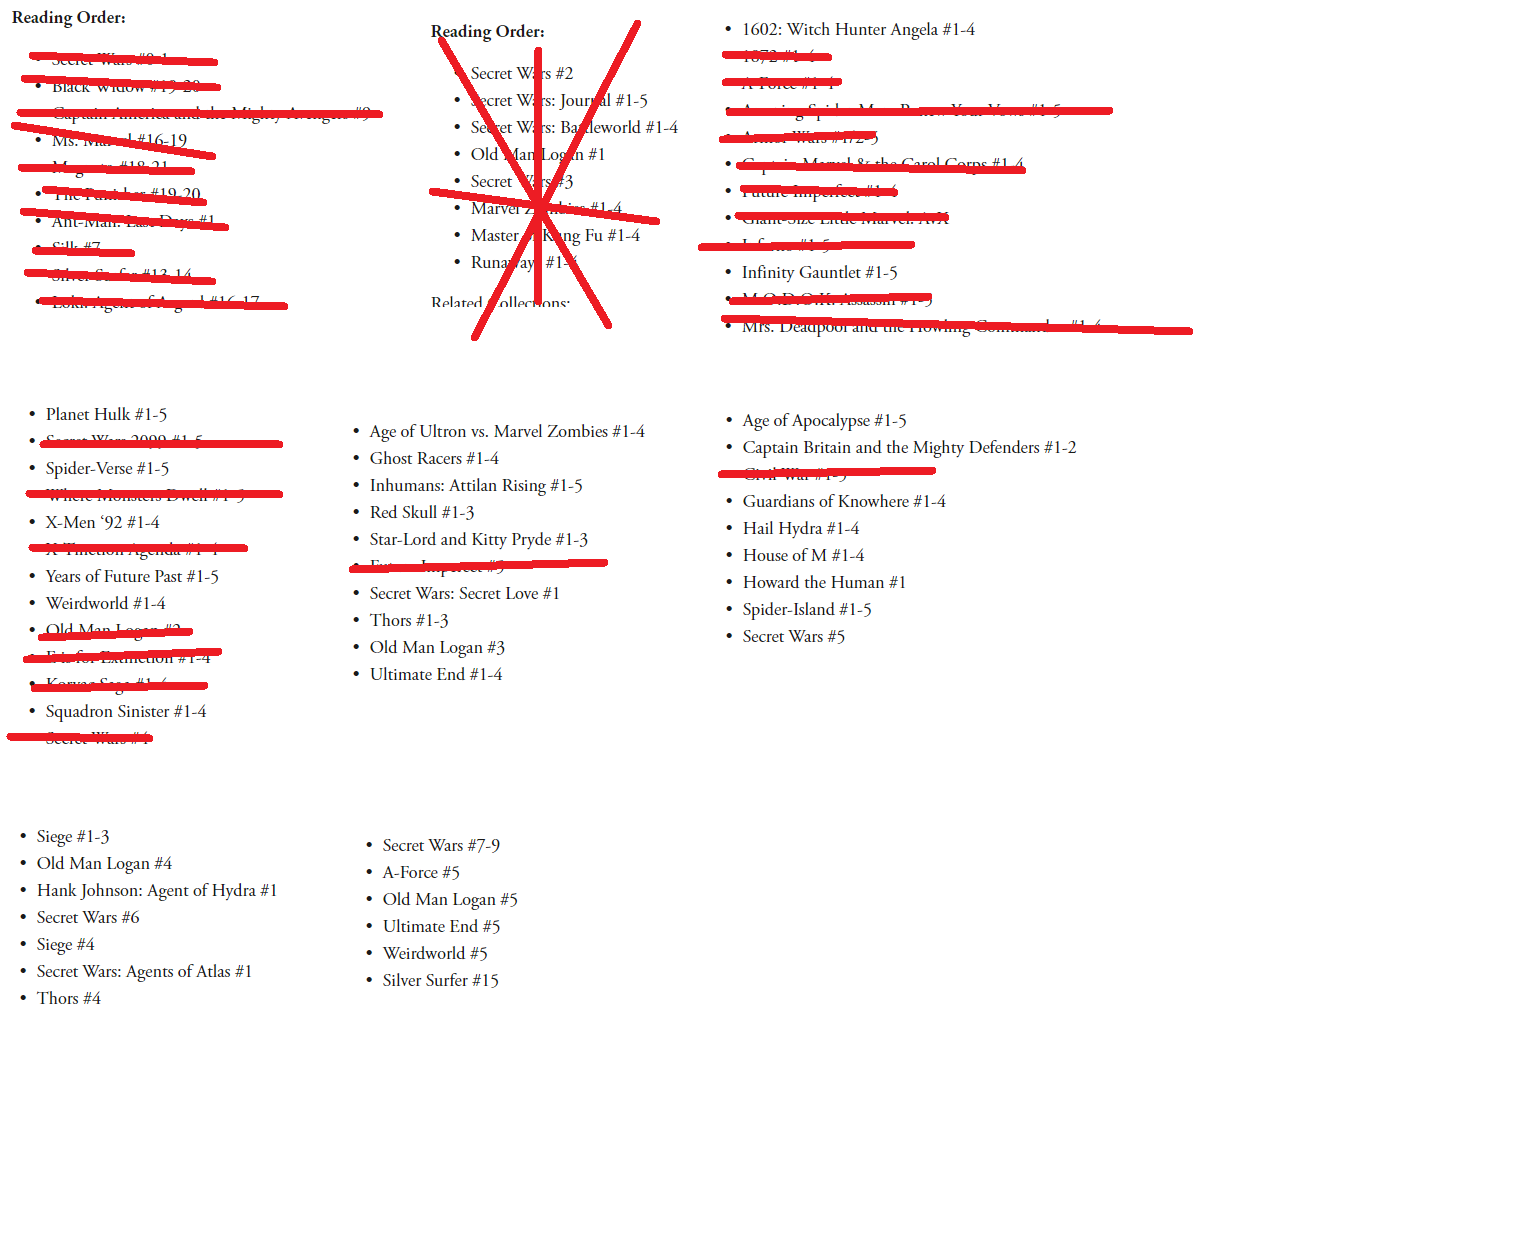 Reading Order:
• Secret Wars #0-1
• Black Widow #19-20
• Captain America and the Mighty Avengers #9
• Ms. Marvel #16-19
• Magneto #18-21
• The Punisher #19-20
• Ant-Man: Last Days #1
• Silk #7
• Silver Surfer #13-14
• Loki: Agent of Asgard #16-17
Reading Order:
• Secret Wars #2
• Secret Wars: Journal #1-5
• Secret Wars: Battleworld #1-4
• Old Man Logan #1
• Secret Wars #3
• Marvel Zombies #1-4
• Master of Kung Fu #1-4
• Runaways #1-4
Related Collections:
• 1602: Witch Hunter Angela #1-4
• 1872 #1-4
• A-Force #1-4
• Amazing Spider-Man: Renew Your Vows #1-5
• Armor Wars #1/2-5
• Captain Marvel & the Carol Corps #1-4
• Future Imperfect #1-4
• Giant-Size Little Marvel: AvX
• Inferno #1-5
• Infinity Gauntlet #1-5
• M.O.D.O.K. Assassin #1-5
• Mrs. Deadpool and the Howling Commandos #1-4
• Planet Hulk #1-5
• Secret Wars 2099 #1-5
• Spider-Verse #1-5
• Where Monsters Dwell #1-5
• X-Men ‘92 #1-4
• X-Tinction Agenda #1-4
• Years of Future Past #1-5
• Weirdworld #1-4
• Old Man Logan #2
• E is for Extinction #1-4
• Korvac Saga #1-4
• Squadron Sinister #1-4
• Secret Wars #4
• Age of Ultron vs. Marvel Zombies #1-4
• Ghost Racers #1-4
• Inhumans: Attilan Rising #1-5
• Red Skull #1-3
• Star-Lord and Kitty Pryde #1-3
• Future Imperfect #5
• Secret Wars: Secret Love #1
• Thors #1-3
• Old Man Logan #3
• Ultimate End #1-4
• Age of Apocalypse #1-5
• Captain Britain and the Mighty Defenders #1-2
• Civil War #1-5
• Guardians of Knowhere #1-4
• Hail Hydra #1-4
• House of M #1-4
• Howard the Human #1
• Spider-Island #1-5
• Secret Wars #5
• Siege #1-3
• Old Man Logan #4
• Hank Johnson: Agent of Hydra #1
• Secret Wars #6
• Siege #4
• Secret Wars: Agents of Atlas #1
• Thors #4
• Secret Wars #7-9
• A-Force #5
• Old Man Logan #5
• Ultimate End #5
• Weirdworld #5
• Silver Surfer #15